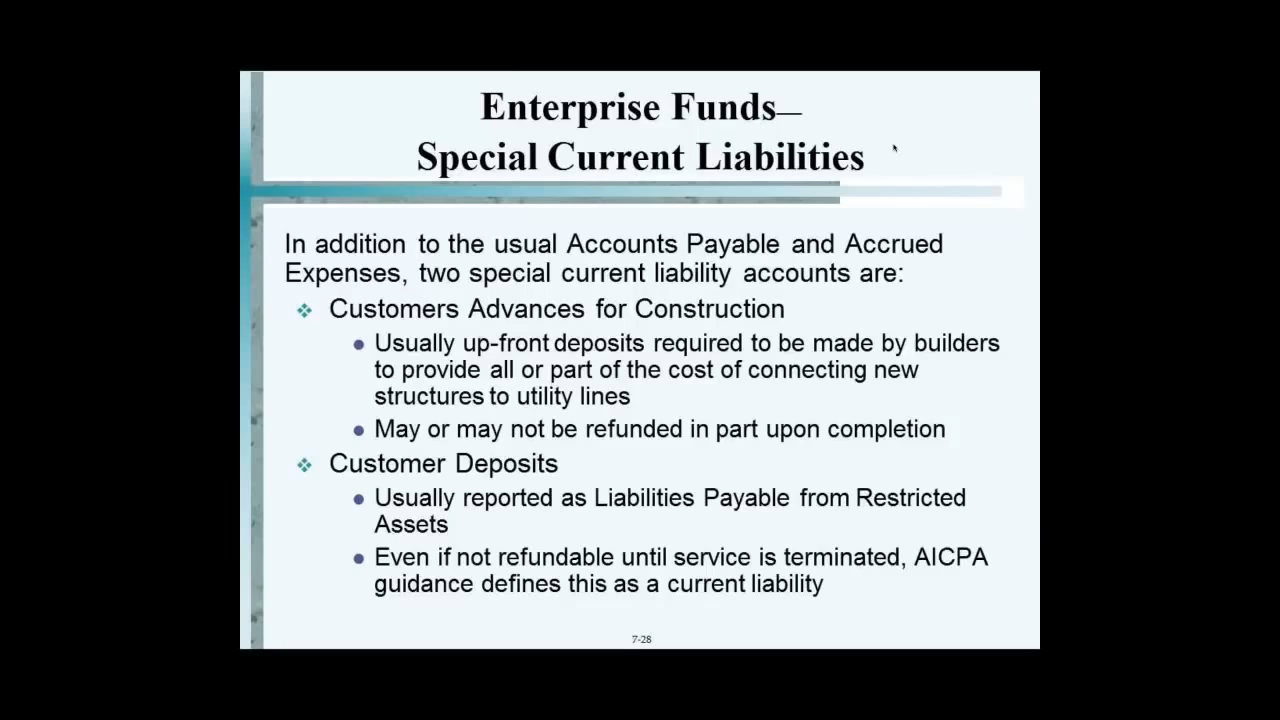 Enterprise Funds—
Special Current Liabilities
In addition to the usual Accounts Payable and Accrued
Expenses, two special current liability accounts are:
Customers Advances for Construction
Usually up-front deposits required to be made by builders
to provide all or part of the cost of connecting new
structures to utility lines
May or may not be refunded in part upon completion
Customer Deposits
Usually reported as Liabilities Payable from Restricted
Assets
Even if not refundable until service is terminated, AICPA
guidance defines this as a current liability
7-28